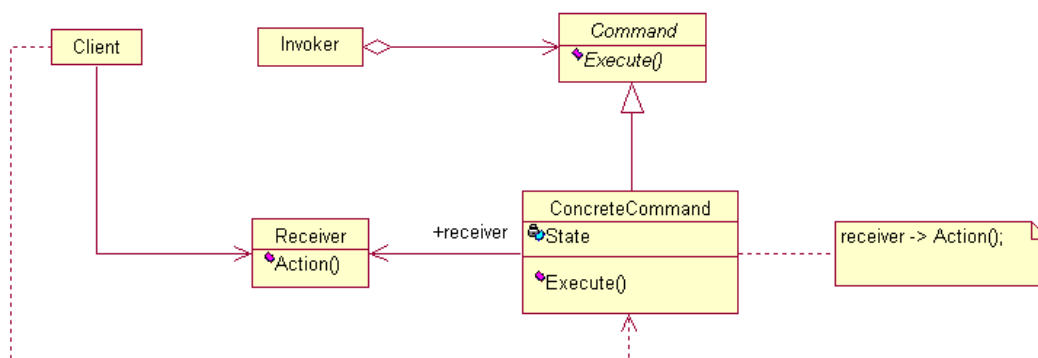 Client
Invoker
Command
Execute()
Receiver
Action()
+receiver
ConcreteCommand
State
Execute()
receiver -> Action();